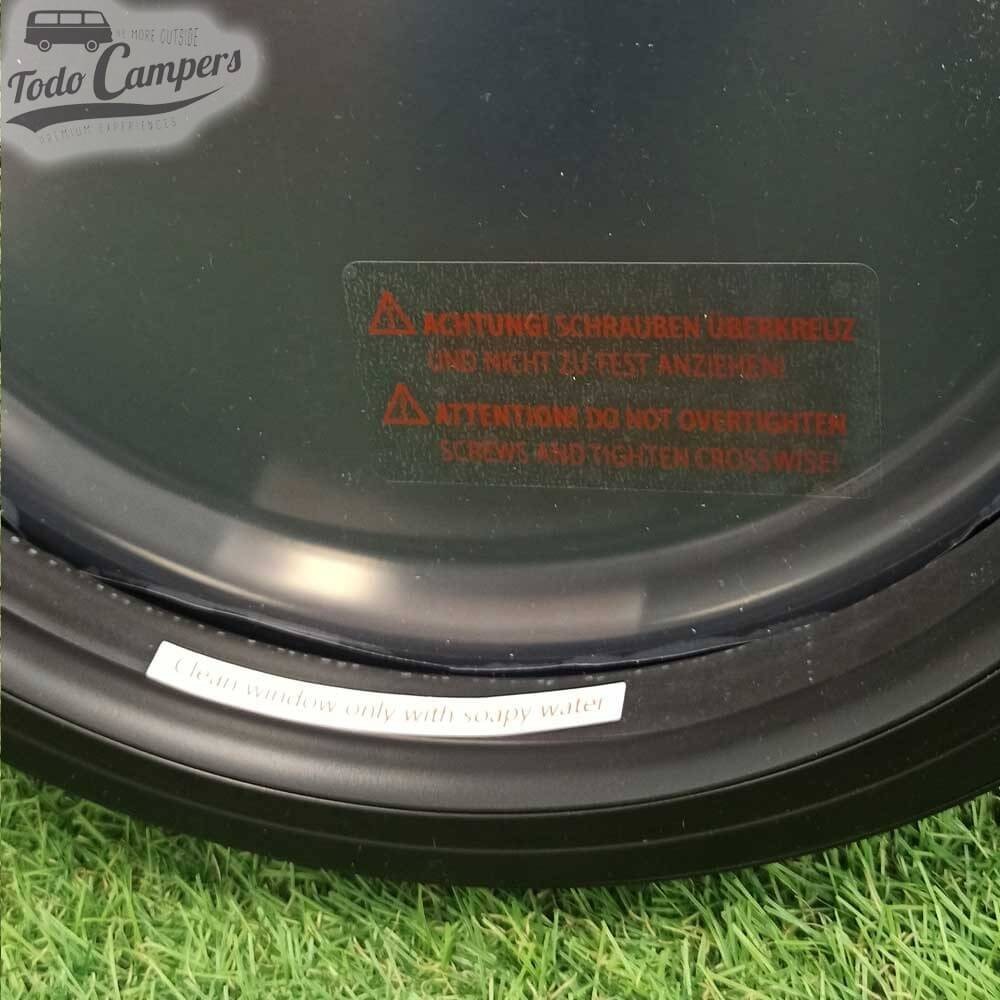 BE MORE OUTSIDE
Todo Campers
PREMIUM EXPERIENCES
ACHTUNG! SCHRAUBEN ÜBERKREUZ
UND NICHT ZU FEST ANZIEHEN!
ATTENTION! DO NOT OVERTIGHTEN
SCREWS AND TIGHTEN CROSSWISE!
Clean window only with soapy water